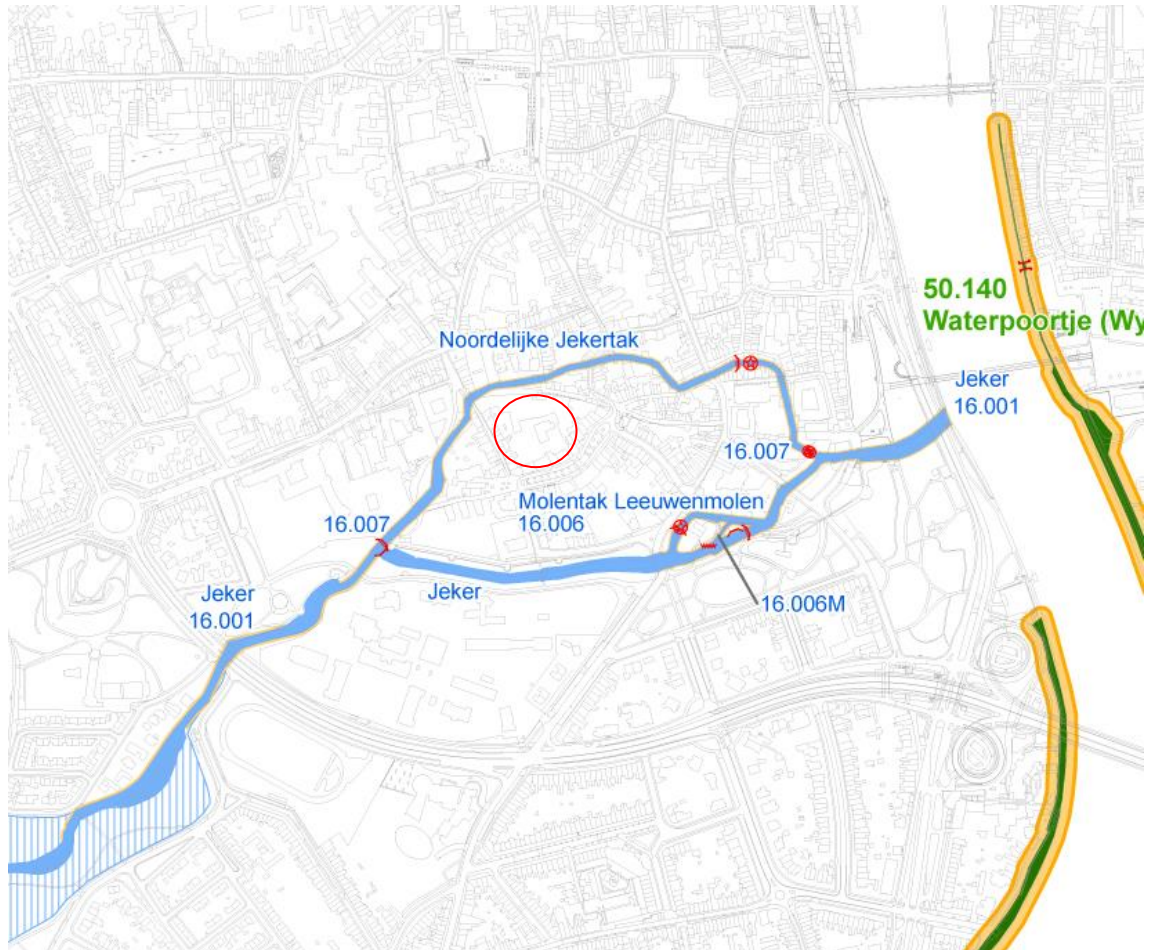 50.140
Waterpoortje (Wy
Noordelijke Jekertak
Jeker
16.001
16.007
Molentak Leeuwenmolen
16.006
16.007
Jeker
16.001
Jeker
16.006M